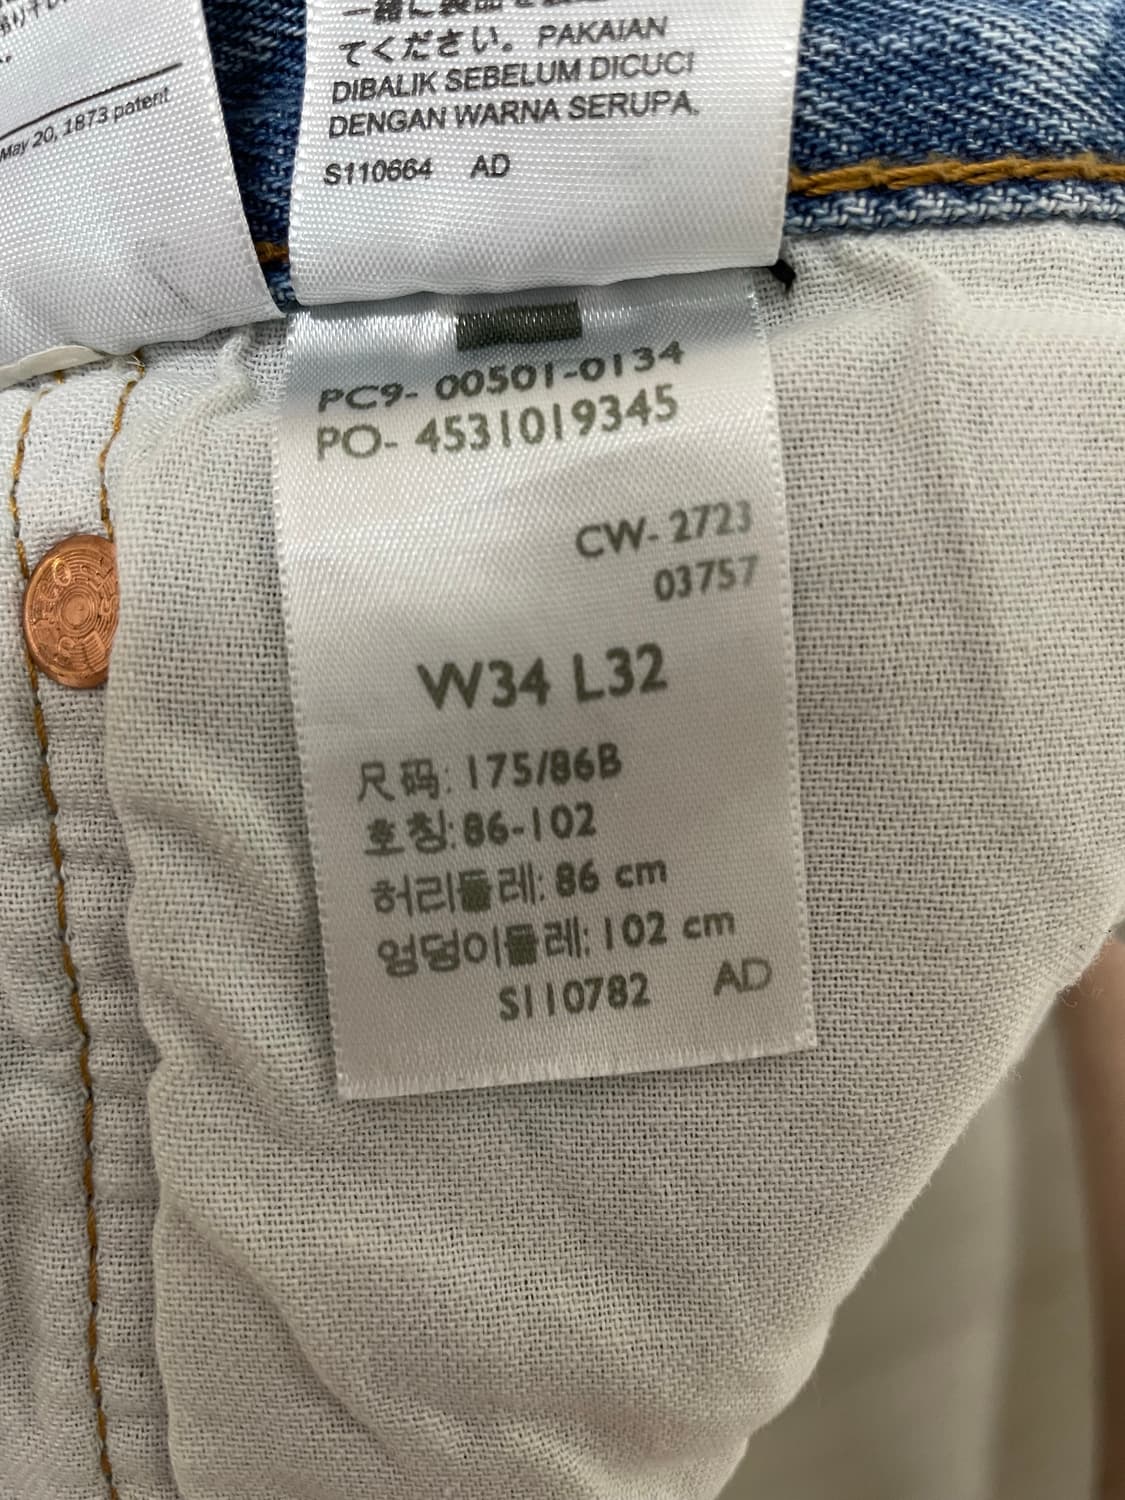 May 20, 1873 patent
てください。PAKAIAN
DIBALIK SEBELUM DICUCI
DENGAN WARNA SERUPA.
S110664 AD
PC9- 00501-0134
PO- 4531019345
CW- 2723
03757
W34 L32
尺码: 175/86B
호칭:86-102
허리둘레: 86 cm
엉덩이둘레: 102 cm
S110782 AD